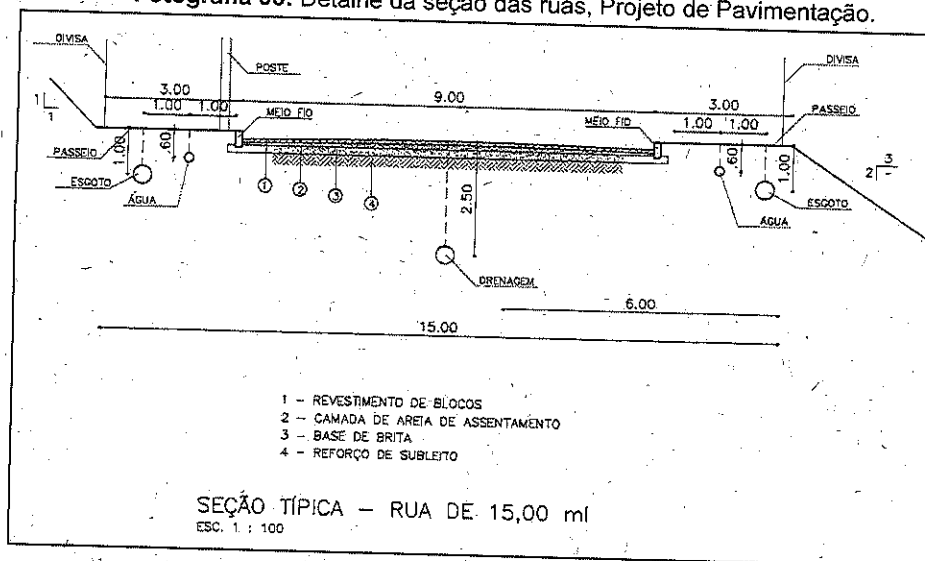 Detalhe da seção das ruas, Projeto de Pavimentação.
DIVISA
POSTE
DIVISA
3.00
9.00
3.00
1.00 1.00
MEIO FIO
MEIO FIO
1.00 1.00
PASSEIO
1
1
PASSEIO
1.00
.60
.60
1.00
3
2
ESGOTO
ÁGUA
1
2
3
4
2.50
ESGOTO
ÁGUA
DRENAGEM
6.00
15.00
1 - REVESTIMENTO DE BLOCOS
2 - CAMADA DE AREIA DE ASSENTAMENTO
3 - BASE DE BRITA
4 - REFORÇO DE SUBLEITO
SEÇÃO TÍPICA - RUA DE 15,00 ml
ESC. 1 : 100